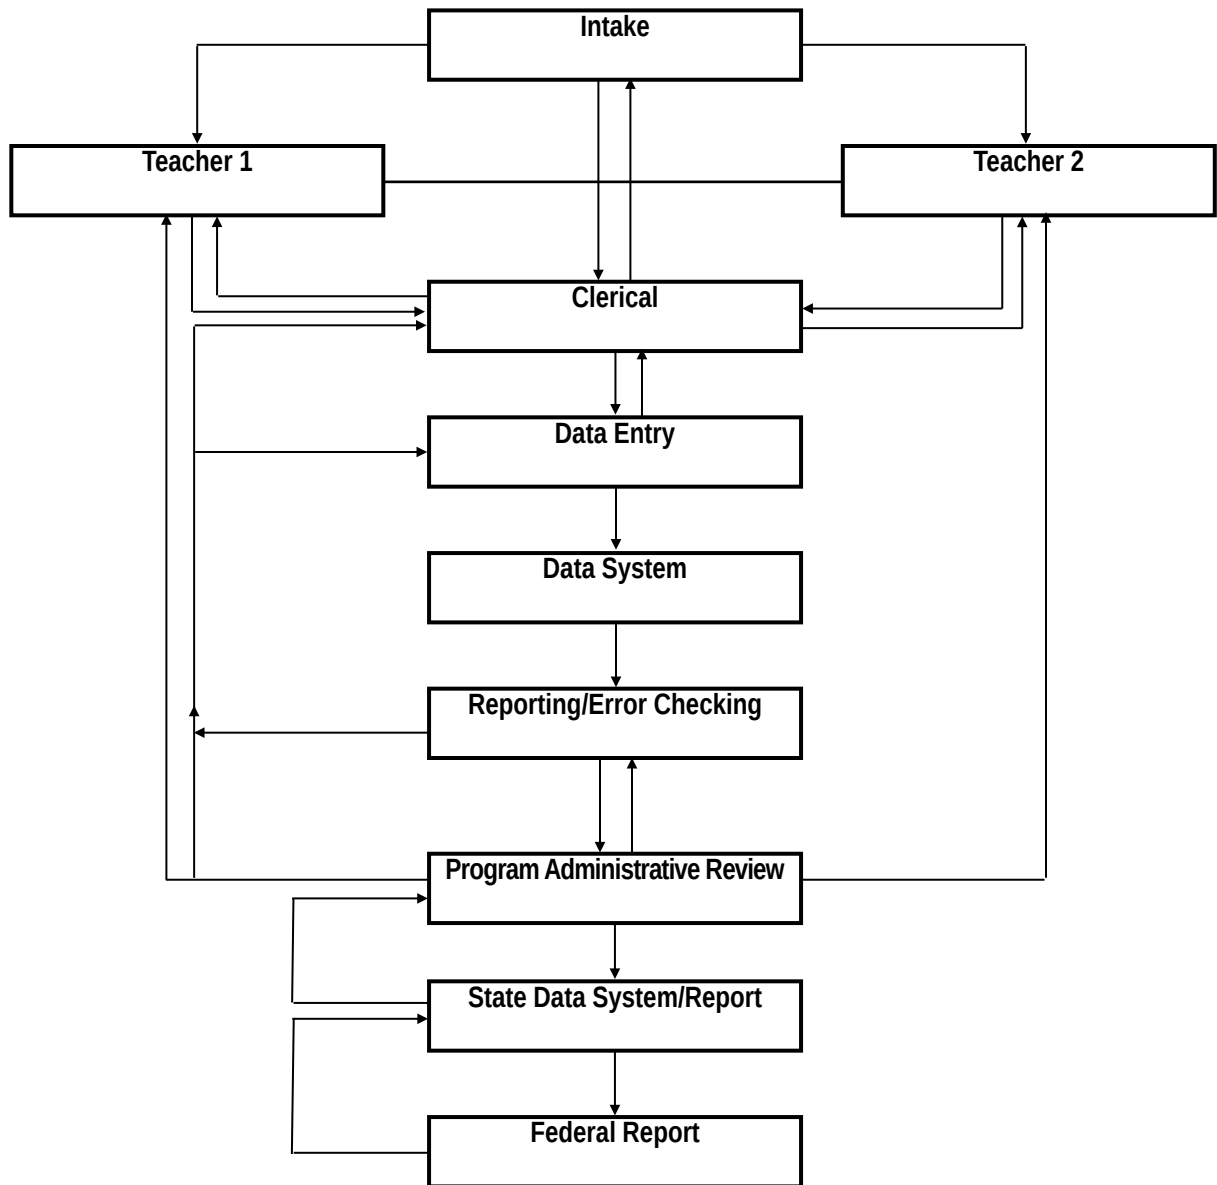 Intake
Teacher 1
Teacher 2
Clerical
Data Entry
Data System
Reporting/Error Checking
Program Administrative Review
State Data System/Report
Federal Report